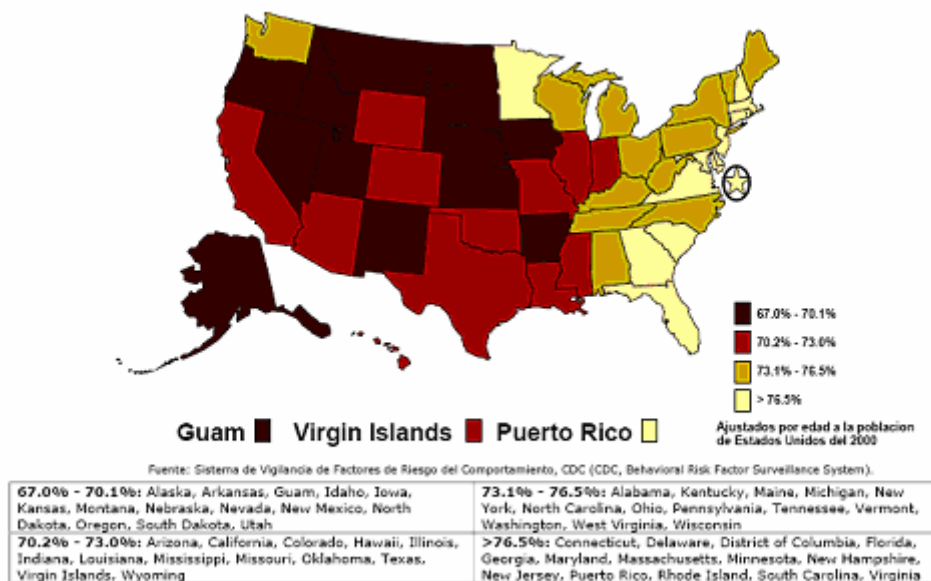 67.0% - 70.1%
70.2% - 73.0%
73.1% - 76.5%
> 76.5%
Guam Virgin Islands Puerto Rico
Ajustados por edad a la poblacion
de Estados Unidos del 2000
Fuente: Sistema de Vigilancia de Factores de Riesgo del Comportamiento, CDC (CDC, Behavioral Risk Factor Surveillance System).
67.0% - 70.1%: Alaska, Arkansas, Guam, Idaho, Iowa,
Kansas, Montana, Nebraska, Nevada, New Mexico, North
Dakota, Oregon, South Dakota, Utah
73.1% - 76.5%: Alabama, Kentucky, Maine, Michigan, New
York, North Carolina, Ohio, Pennsylvania, Tennessee, Vermont,
Washington, West Virginia, Wisconsin
70.2% - 73.0%: Arizona, California, Colorado, Hawaii, Illinois,
Indiana, Louisiana, Mississippi, Missouri, Oklahoma, Texas,
Virgin Islands, Wyoming
>76.5%: Connecticut, Delaware, District of Columbia, Florida,
Georgia, Maryland, Massachusetts, Minnesota, New Hampshire,
New Jersey, Puerto Rico, Rhode Island, South Carolina, Virginia